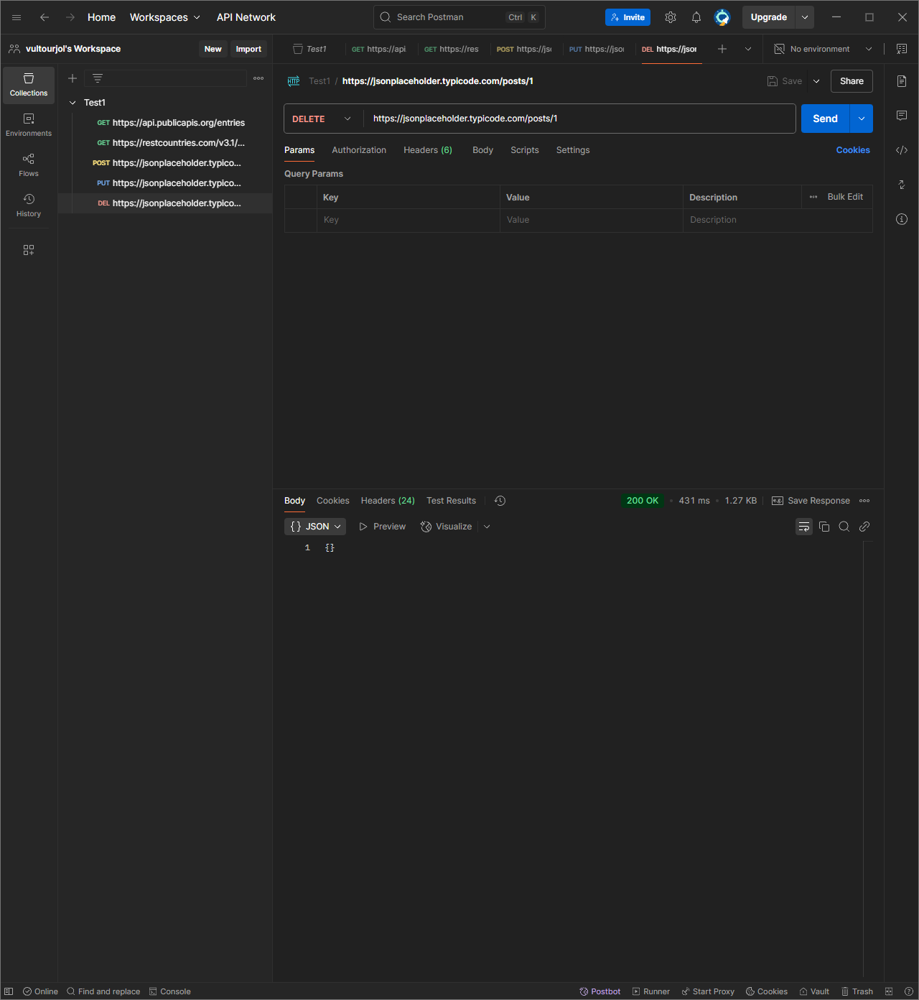 Home Workspaces API Network Search Postman Ctrl K Invite Upgrade
vultourjol's Workspace New Import
Test1 GET https://api. GET https://res POST https://js PUT https://jso DEL https://jso No environment
Collections
Environments
Flows
History
Test1
GET https://api.publicapis.org/entries
GET https://restcountries.com/v3.1/...
POST https://jsonplaceholder.typico...
PUT https://jsonplaceholder.typico...
DEL https://jsonplaceholder.typico...
HTTP Test1 / https://jsonplaceholder.typicode.com/posts/1 Save Share
DELETE https://jsonplaceholder.typicode.com/posts/1 Send
Params Authorization Headers (6) Body Scripts Settings Cookies
Query Params
Key Value Description Bulk Edit
Key Value Description
Body Cookies Headers (24) Test Results 200 OK 431 ms 1.27 KB e.g. Save Response
{} JSON Preview Visualize
1 {}
Online Find and replace Console Postbot Runner Start Proxy Cookies Vault Trash